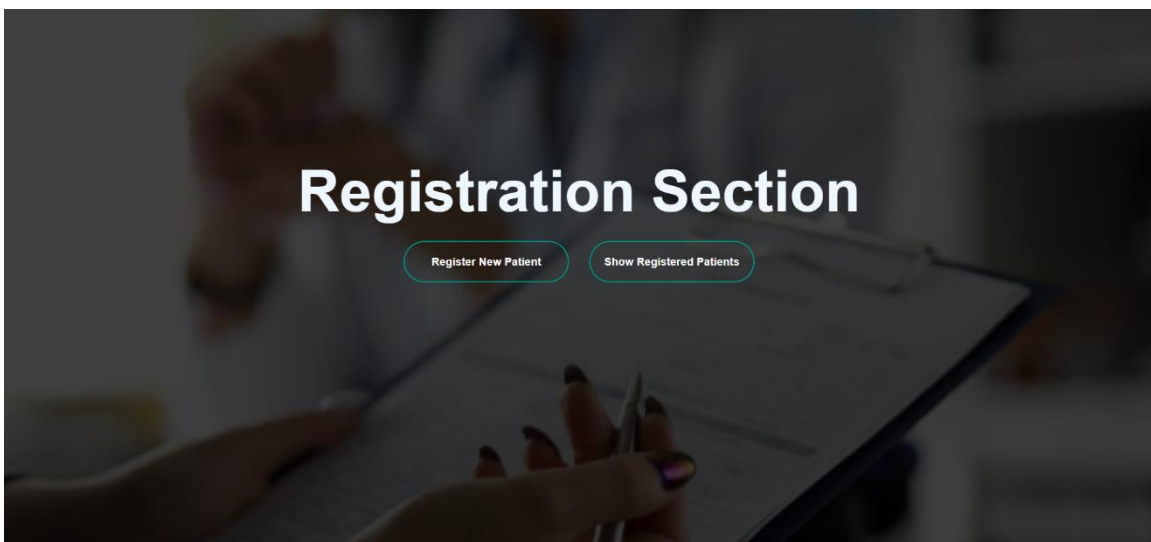 Registration Section
Register New Patient
Show Registered Patients